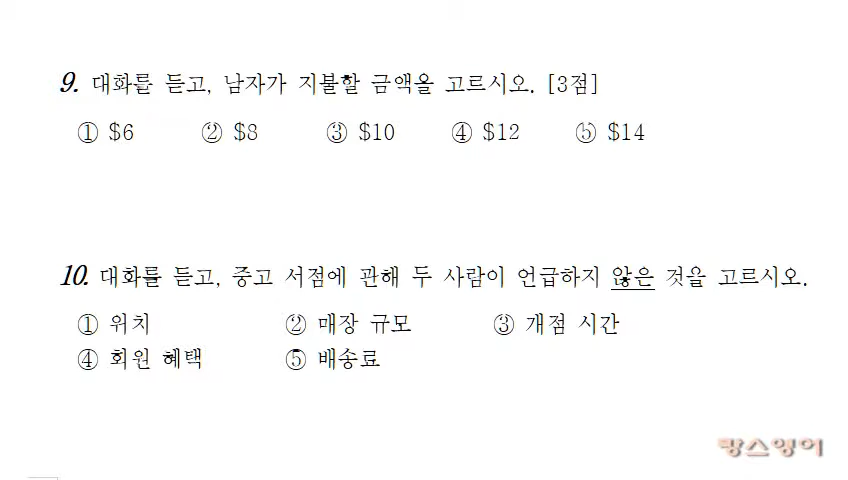 9. 대화를 듣고, 남자가 지불할 금액을 고르시오. [3점]
① $6 ② $8 ③ $10 ④ $12 ⑤ $14
10. 대화를 듣고, 중고 서점에 관해 두 사람이 언급하지 않은 것을 고르시오.
① 위치 ② 매장 규모 ③ 개점 시간
④ 회원 혜택 ⑤ 배송료
팡스영어